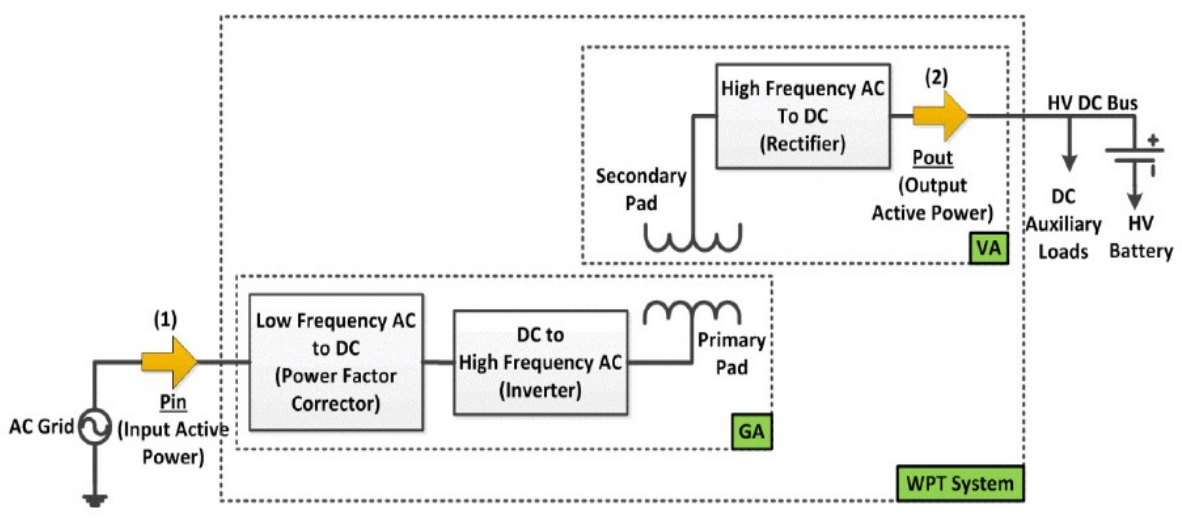 High Frequency AC
To DC
(Rectifier)
(2)
Pout
(Output
Active Power)
Secondary
Pad
VA
HV DC Bus
+
DC
Auxiliary
Loads
HV
Battery
(1)
Pin
(Input Active
Power)
AC Grid
Low Frequency AC
to DC
(Power Factor
Corrector)
DC to
High Frequency AC
(Inverter)
Primary
Pad
GA
WPT System